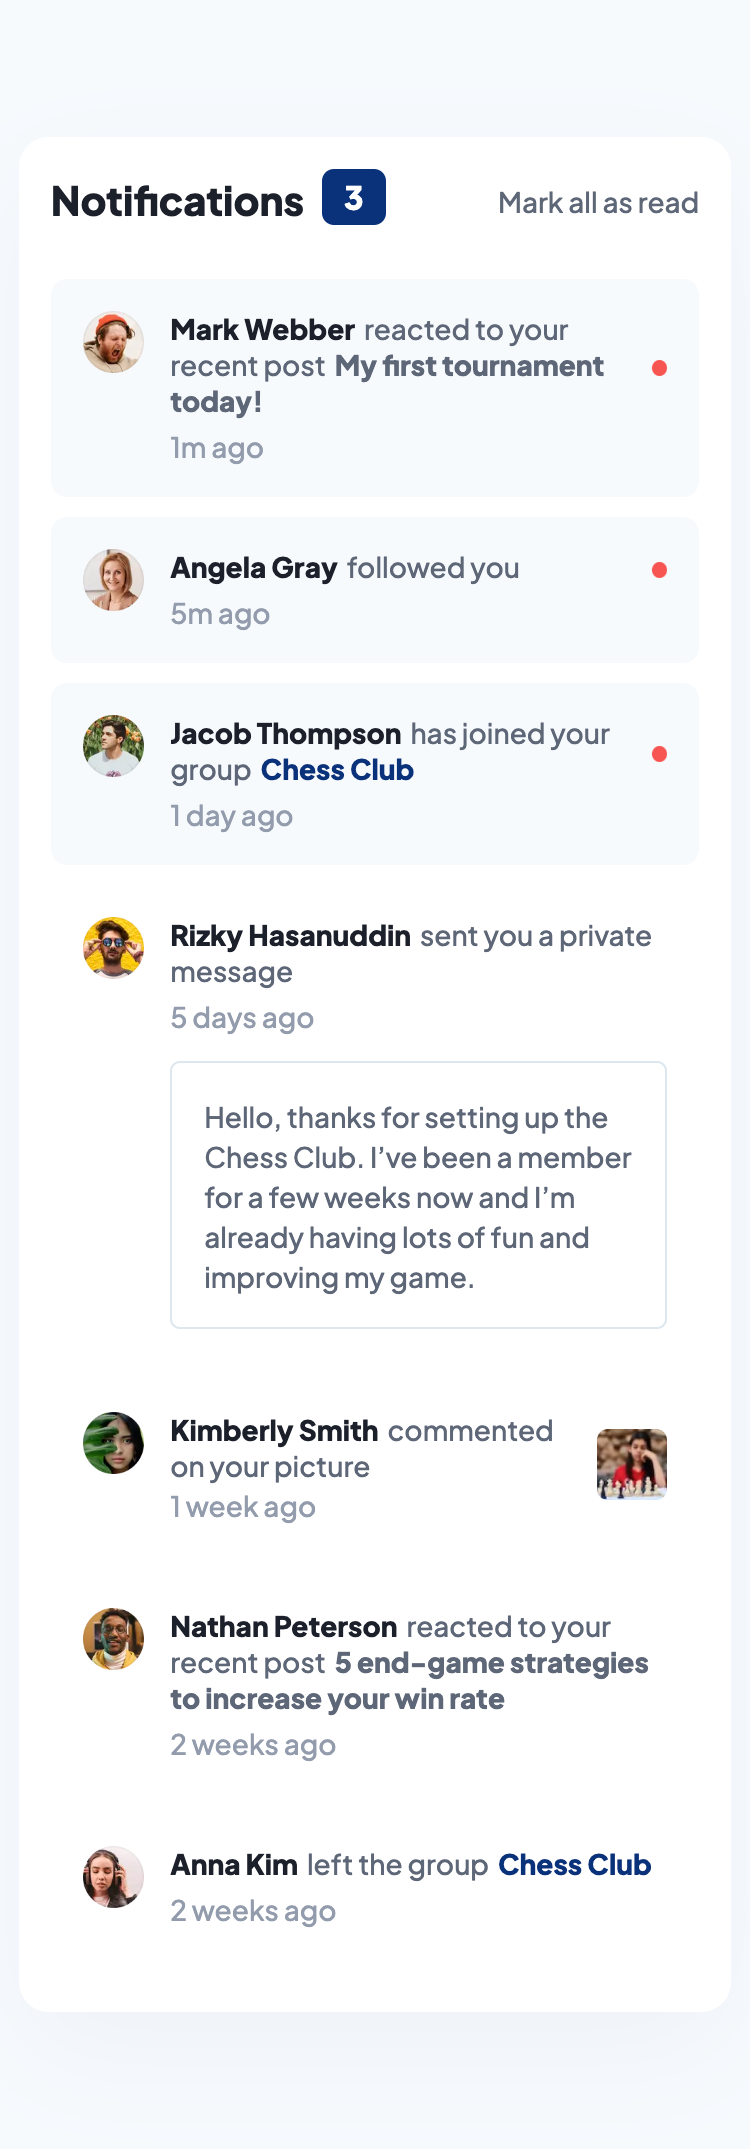 Notifications 3 Mark all as read
Mark Webber reacted to your
recent post My first tournament
today!
1m ago
Angela Gray followed you
5m ago
Jacob Thompson has joined your
group Chess Club
1 day ago
Rizky Hasanuddin sent you a private
message
5 days ago
Hello, thanks for setting up the
Chess Club. I’ve been a member
for a few weeks now and I’m
already having lots of fun and
improving my game.
Kimberly Smith commented
on your picture
1 week ago
Nathan Peterson reacted to your
recent post 5 end-game strategies
to increase your win rate
2 weeks ago
Anna Kim left the group Chess Club
2 weeks ago